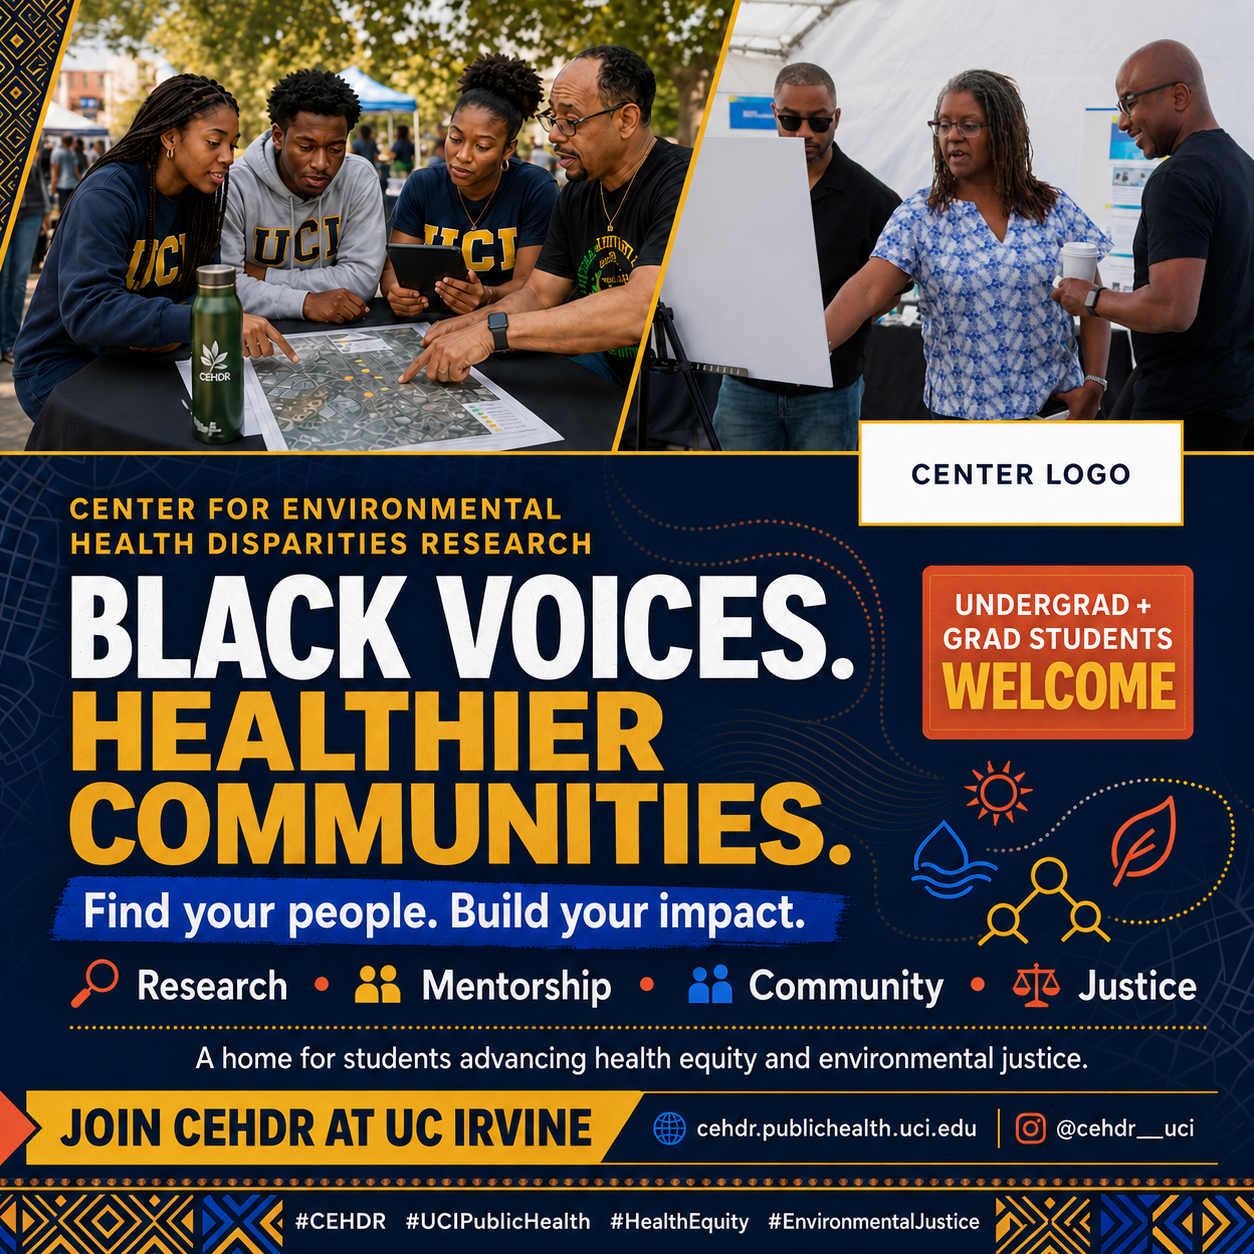 UCI
UCI
UCI
CEHDR
CENTER LOGO
CENTER FOR ENVIRONMENTAL
HEALTH DISPARITIES RESEARCH
BLACK VOICES.
HEALTHIER
COMMUNITIES.
UNDERGRAD +
GRAD STUDENTS
WELCOME
Find your people. Build your impact.
Research • Mentorship • Community • Justice
A home for students advancing health equity and environmental justice.
JOIN CEHDR AT UC IRVINE
cehdr.publichealth.uci.edu | @cehdr__uci
#CEHDR #UCIPublicHealth #HealthEquity #EnvironmentalJustice